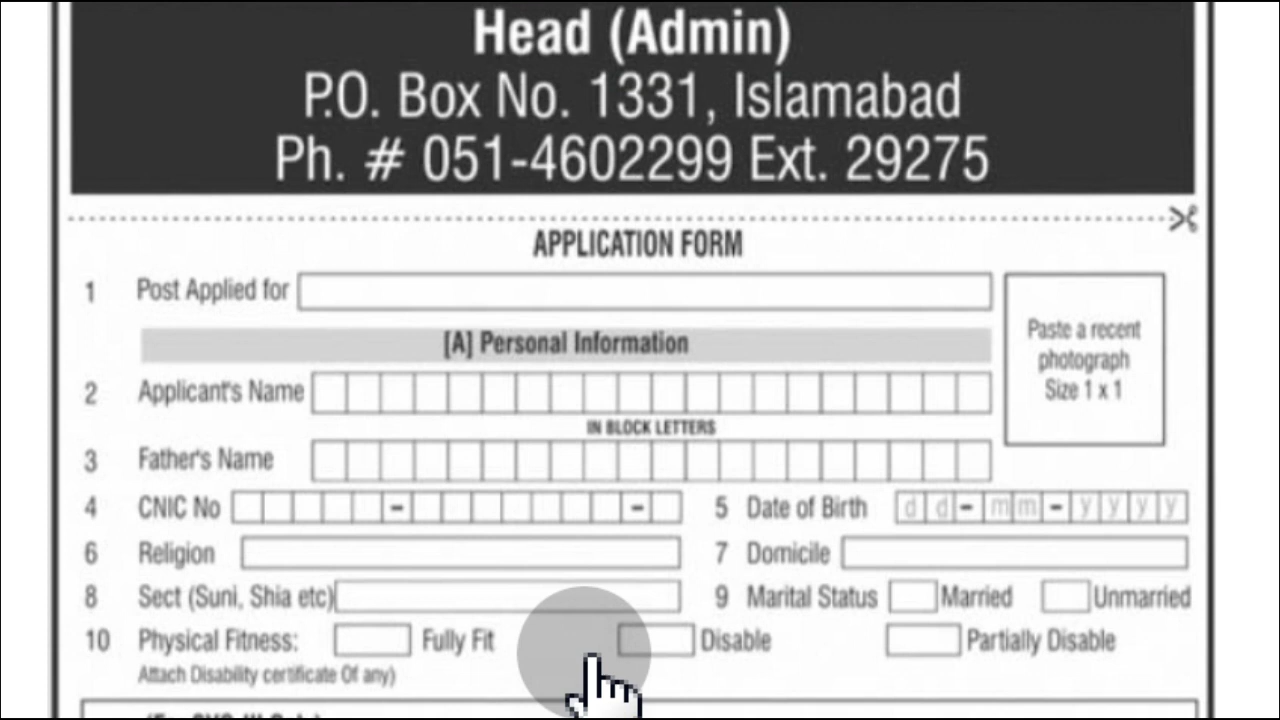 Head (Admin)
P.O. Box No. 1331, Islamabad
Ph. # 051-4602299 Ext. 29275
APPLICATION FORM
1 Post Applied for
Paste a recent
photograph
Size 1 x 1
[A] Personal Information
2 Applicant's Name
IN BLOCK LETTERS
3 Father's Name
4 CNIC No - - 5 Date of Birth d d - m m - y y y y
6 Religion 7 Domicile
8 Sect (Suni, Shia etc) 9 Marital Status Married Unmarried
10 Physical Fitness: Fully Fit Disable Partially Disable
Attach Disability certificate Of any)